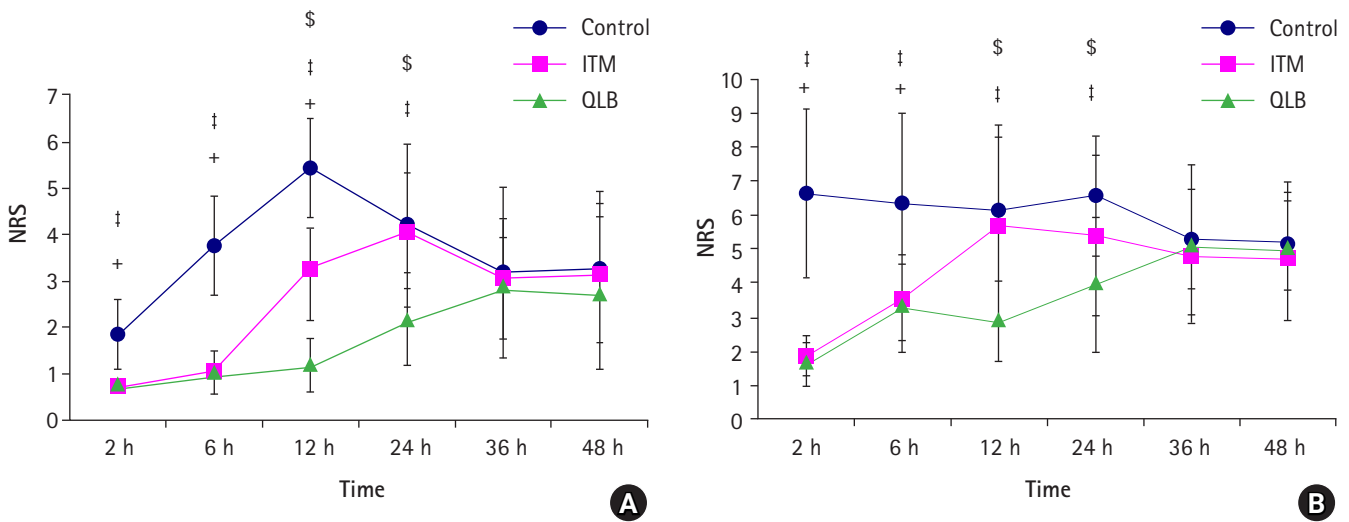 Control
ITM
QLB
NRS
7
6
5
4
3
2
1
0
‡
+
‡
+
$
‡
+
$
‡
2 h 6 h 12 h 24 h 36 h 48 h
Time
A
Control
ITM
QLB
NRS
10
9
8
7
6
5
4
3
2
1
0
‡
+
‡
+
$
‡
$
‡
2 h 6 h 12 h 24 h 36 h 48 h
Time
B